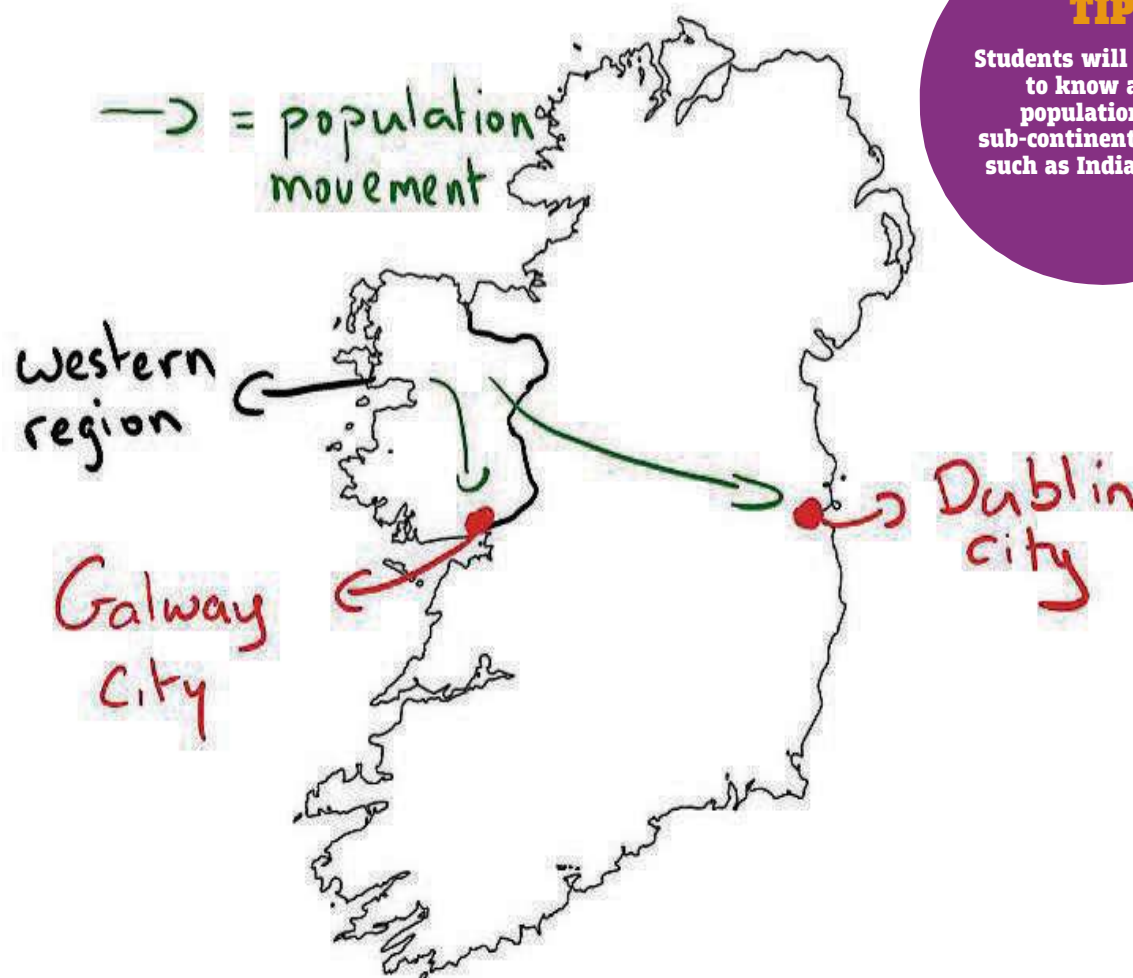 TIP
Students will
to know a
population
sub-continent
such as India
→ = population
movement
western
region
Dublin
city
Galway
city